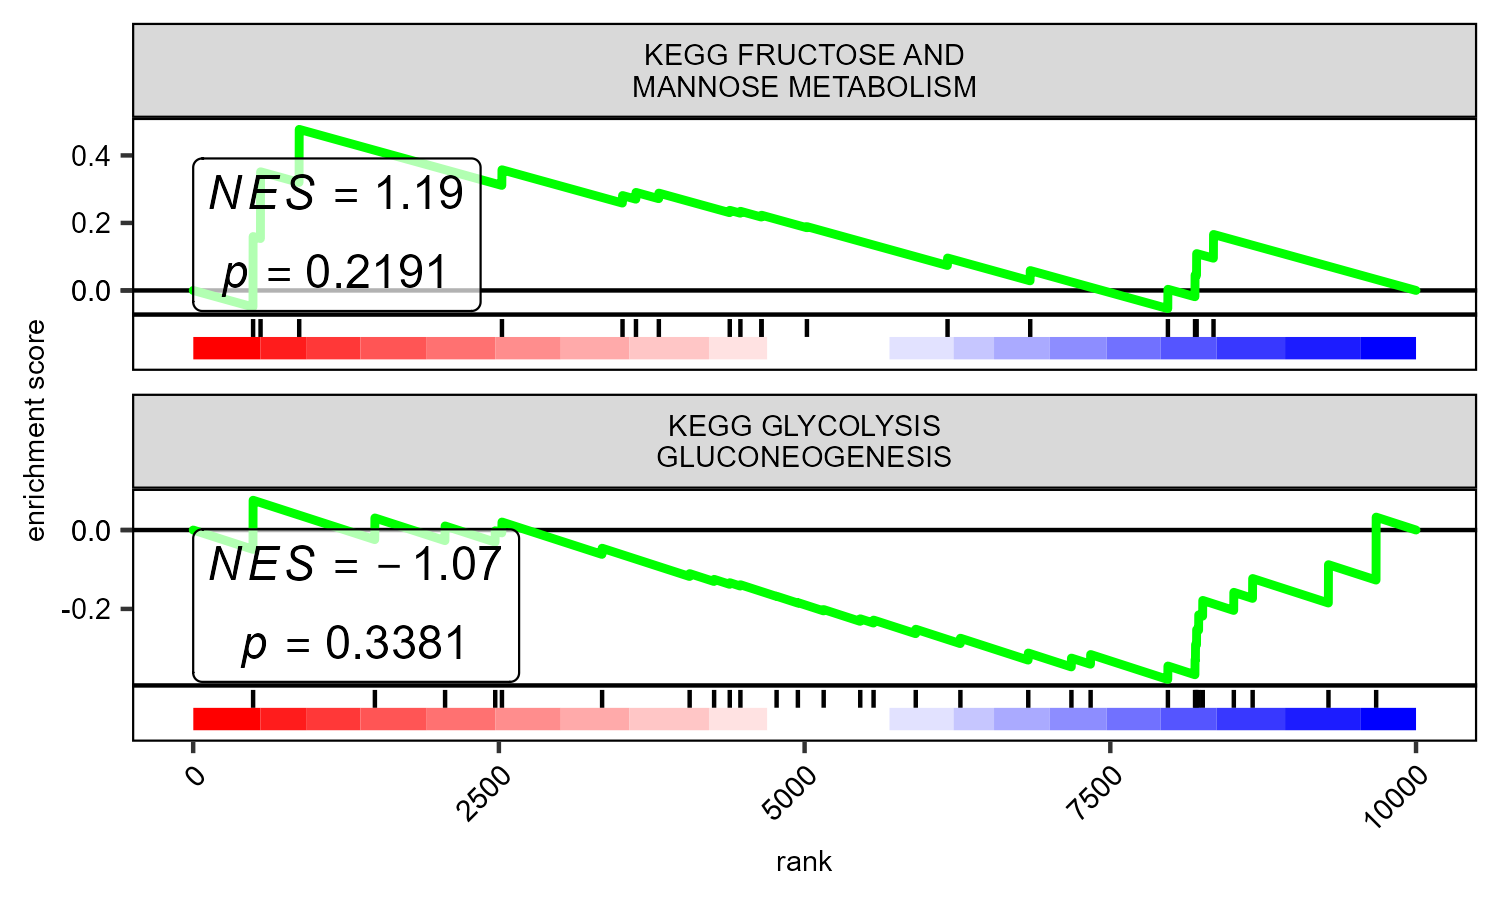 KEGG FRUCTOSE AND
MANNOSE METABOLISM
0.4
0.2
0.0
NES = 1.19
p = 0.2191
enrichment score
KEGG GLYCOLYSIS
GLUCONEOGENESIS
0.0
-0.2
NES = − 1.07
p = 0.3381
0
2500
5000
7500
10000
rank